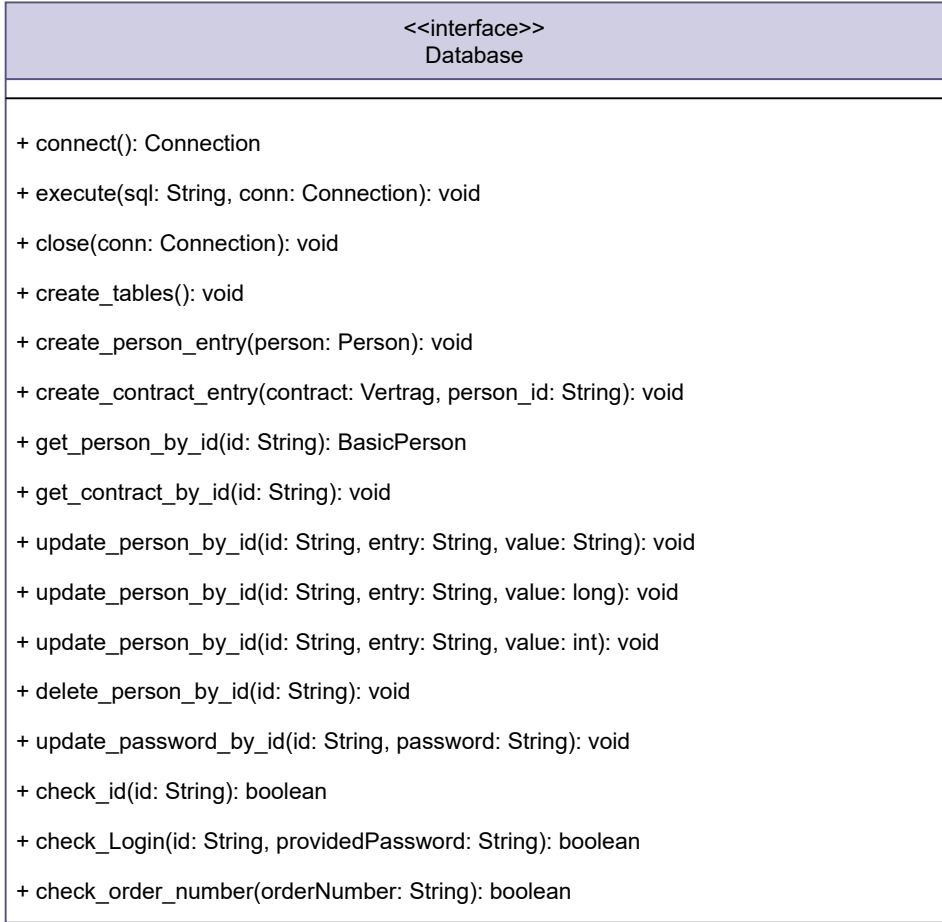 <<interface>>
Database
+ connect(): Connection
+ execute(sql: String, conn: Connection): void
+ close(conn: Connection): void
+ create_tables(): void
+ create_person_entry(person: Person): void
+ create_contract_entry(contract: Vertrag, person_id: String): void
+ get_person_by_id(id: String): BasicPerson
+ get_contract_by_id(id: String): void
+ update_person_by_id(id: String, entry: String, value: String): void
+ update_person_by_id(id: String, entry: String, value: long): void
+ update_person_by_id(id: String, entry: String, value: int): void
+ delete_person_by_id(id: String): void
+ update_password_by_id(id: String, password: String): void
+ check_id(id: String): boolean
+ check_Login(id: String, providedPassword: String): boolean
+ check_order_number(orderNumber: String): boolean